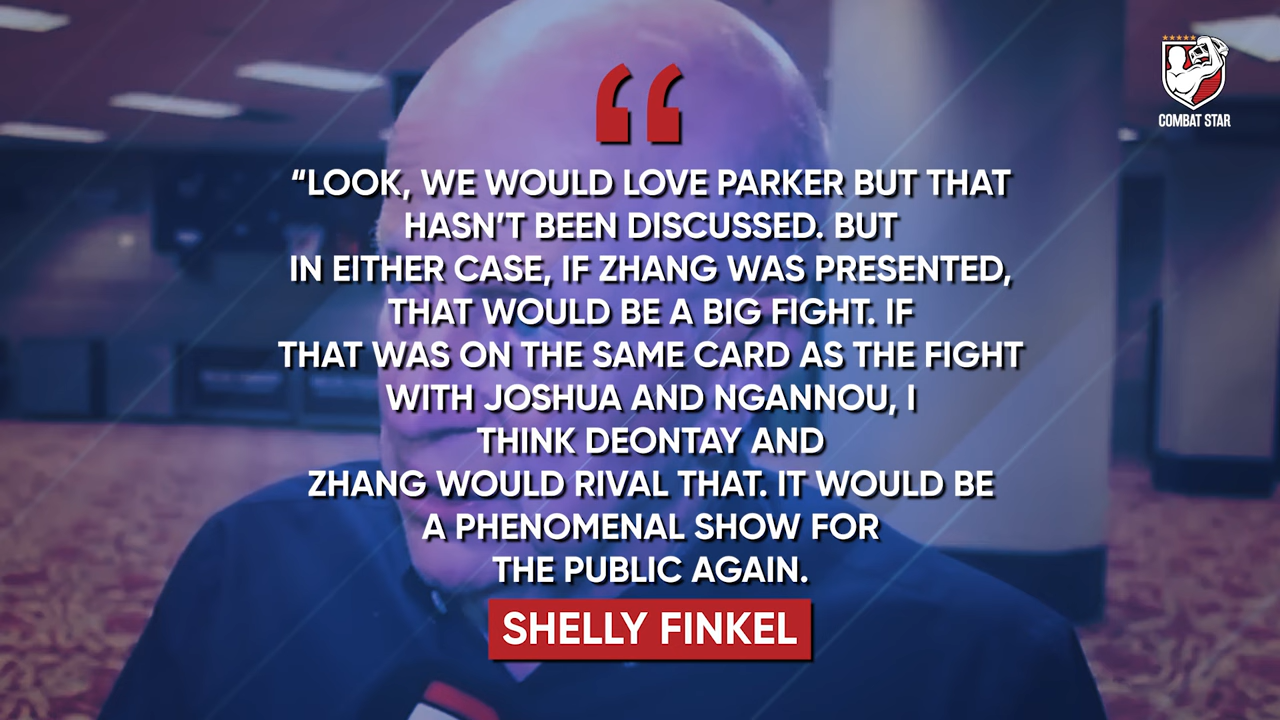 COMBAT STAR
“LOOK, WE WOULD LOVE PARKER BUT THAT
HASN’T BEEN DISCUSSED. BUT
IN EITHER CASE, IF ZHANG WAS PRESENTED,
THAT WOULD BE A BIG FIGHT. IF
THAT WAS ON THE SAME CARD AS THE FIGHT
WITH JOSHUA AND NGANNOU, I
THINK DEONTAY AND
ZHANG WOULD RIVAL THAT. IT WOULD BE
A PHENOMENAL SHOW FOR
THE PUBLIC AGAIN.
SHELLY FINKEL